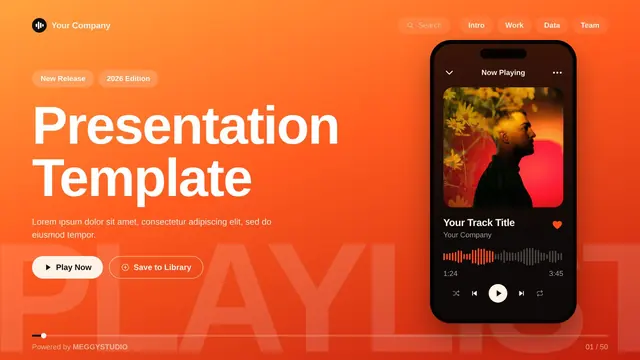 Your Company
Search
Intro
Work
Data
Team
New Release
2026 Edition
Presentation
Template
Lorem ipsum dolor sit amet, consectetur adipiscing elit, sed do
eiusmod tempor.
Play Now
Save to Library
Now Playing
Your Track Title
Your Company
1:24
3:45
PLAYLIST
Powered by MEGGYSTUDIO
01 / 50